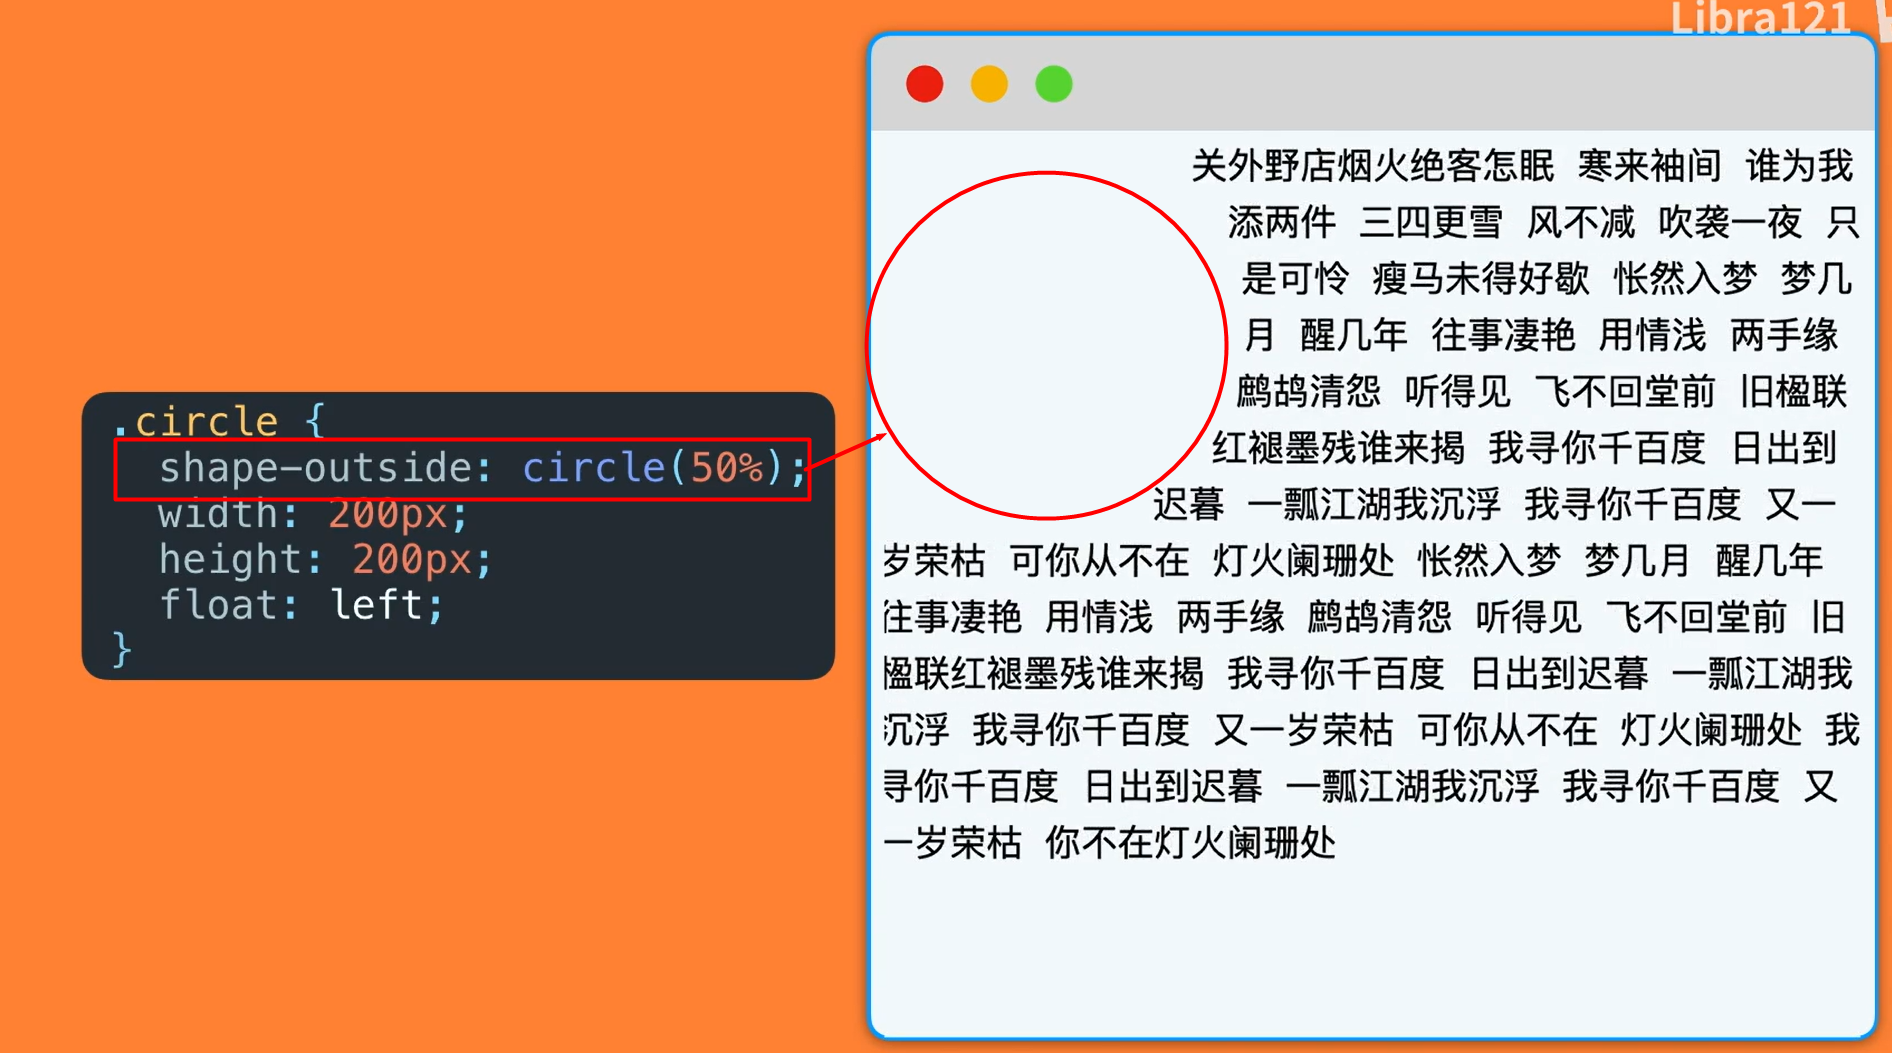 Libra121
.circle {
shape-outside: circle(50%);
width: 200px;
height: 200px;
float: left;
}
关外野店烟火绝客怎眠 寒来袖间 谁为我
添两件 三四更雪 风不减 吹袭一夜 只
是可怜 瘦马未得好歇 怅然入梦 梦几
月 醒几年 往事凄艳 用情浅 两手缘
鹧鸪清怨 听得见 飞不回堂前 旧楹联
红褪墨残谁来揭 我寻你千百度 日出到
迟暮 一瓢江湖我沉浮 我寻你千百度 又一
岁荣枯 可你从不在 灯火阑珊处 怅然入梦 梦几月 醒几年
往事凄艳 用情浅 两手缘 鹧鸪清怨 听得见 飞不回堂前 旧
楹联红褪墨残谁来揭 我寻你千百度 日出到迟暮 一瓢江湖我
沉浮 我寻你千百度 又一岁荣枯 可你从不在 灯火阑珊处 我
寻你千百度 日出到迟暮 一瓢江湖我沉浮 我寻你千百度 又
一岁荣枯 你不在灯火阑珊处